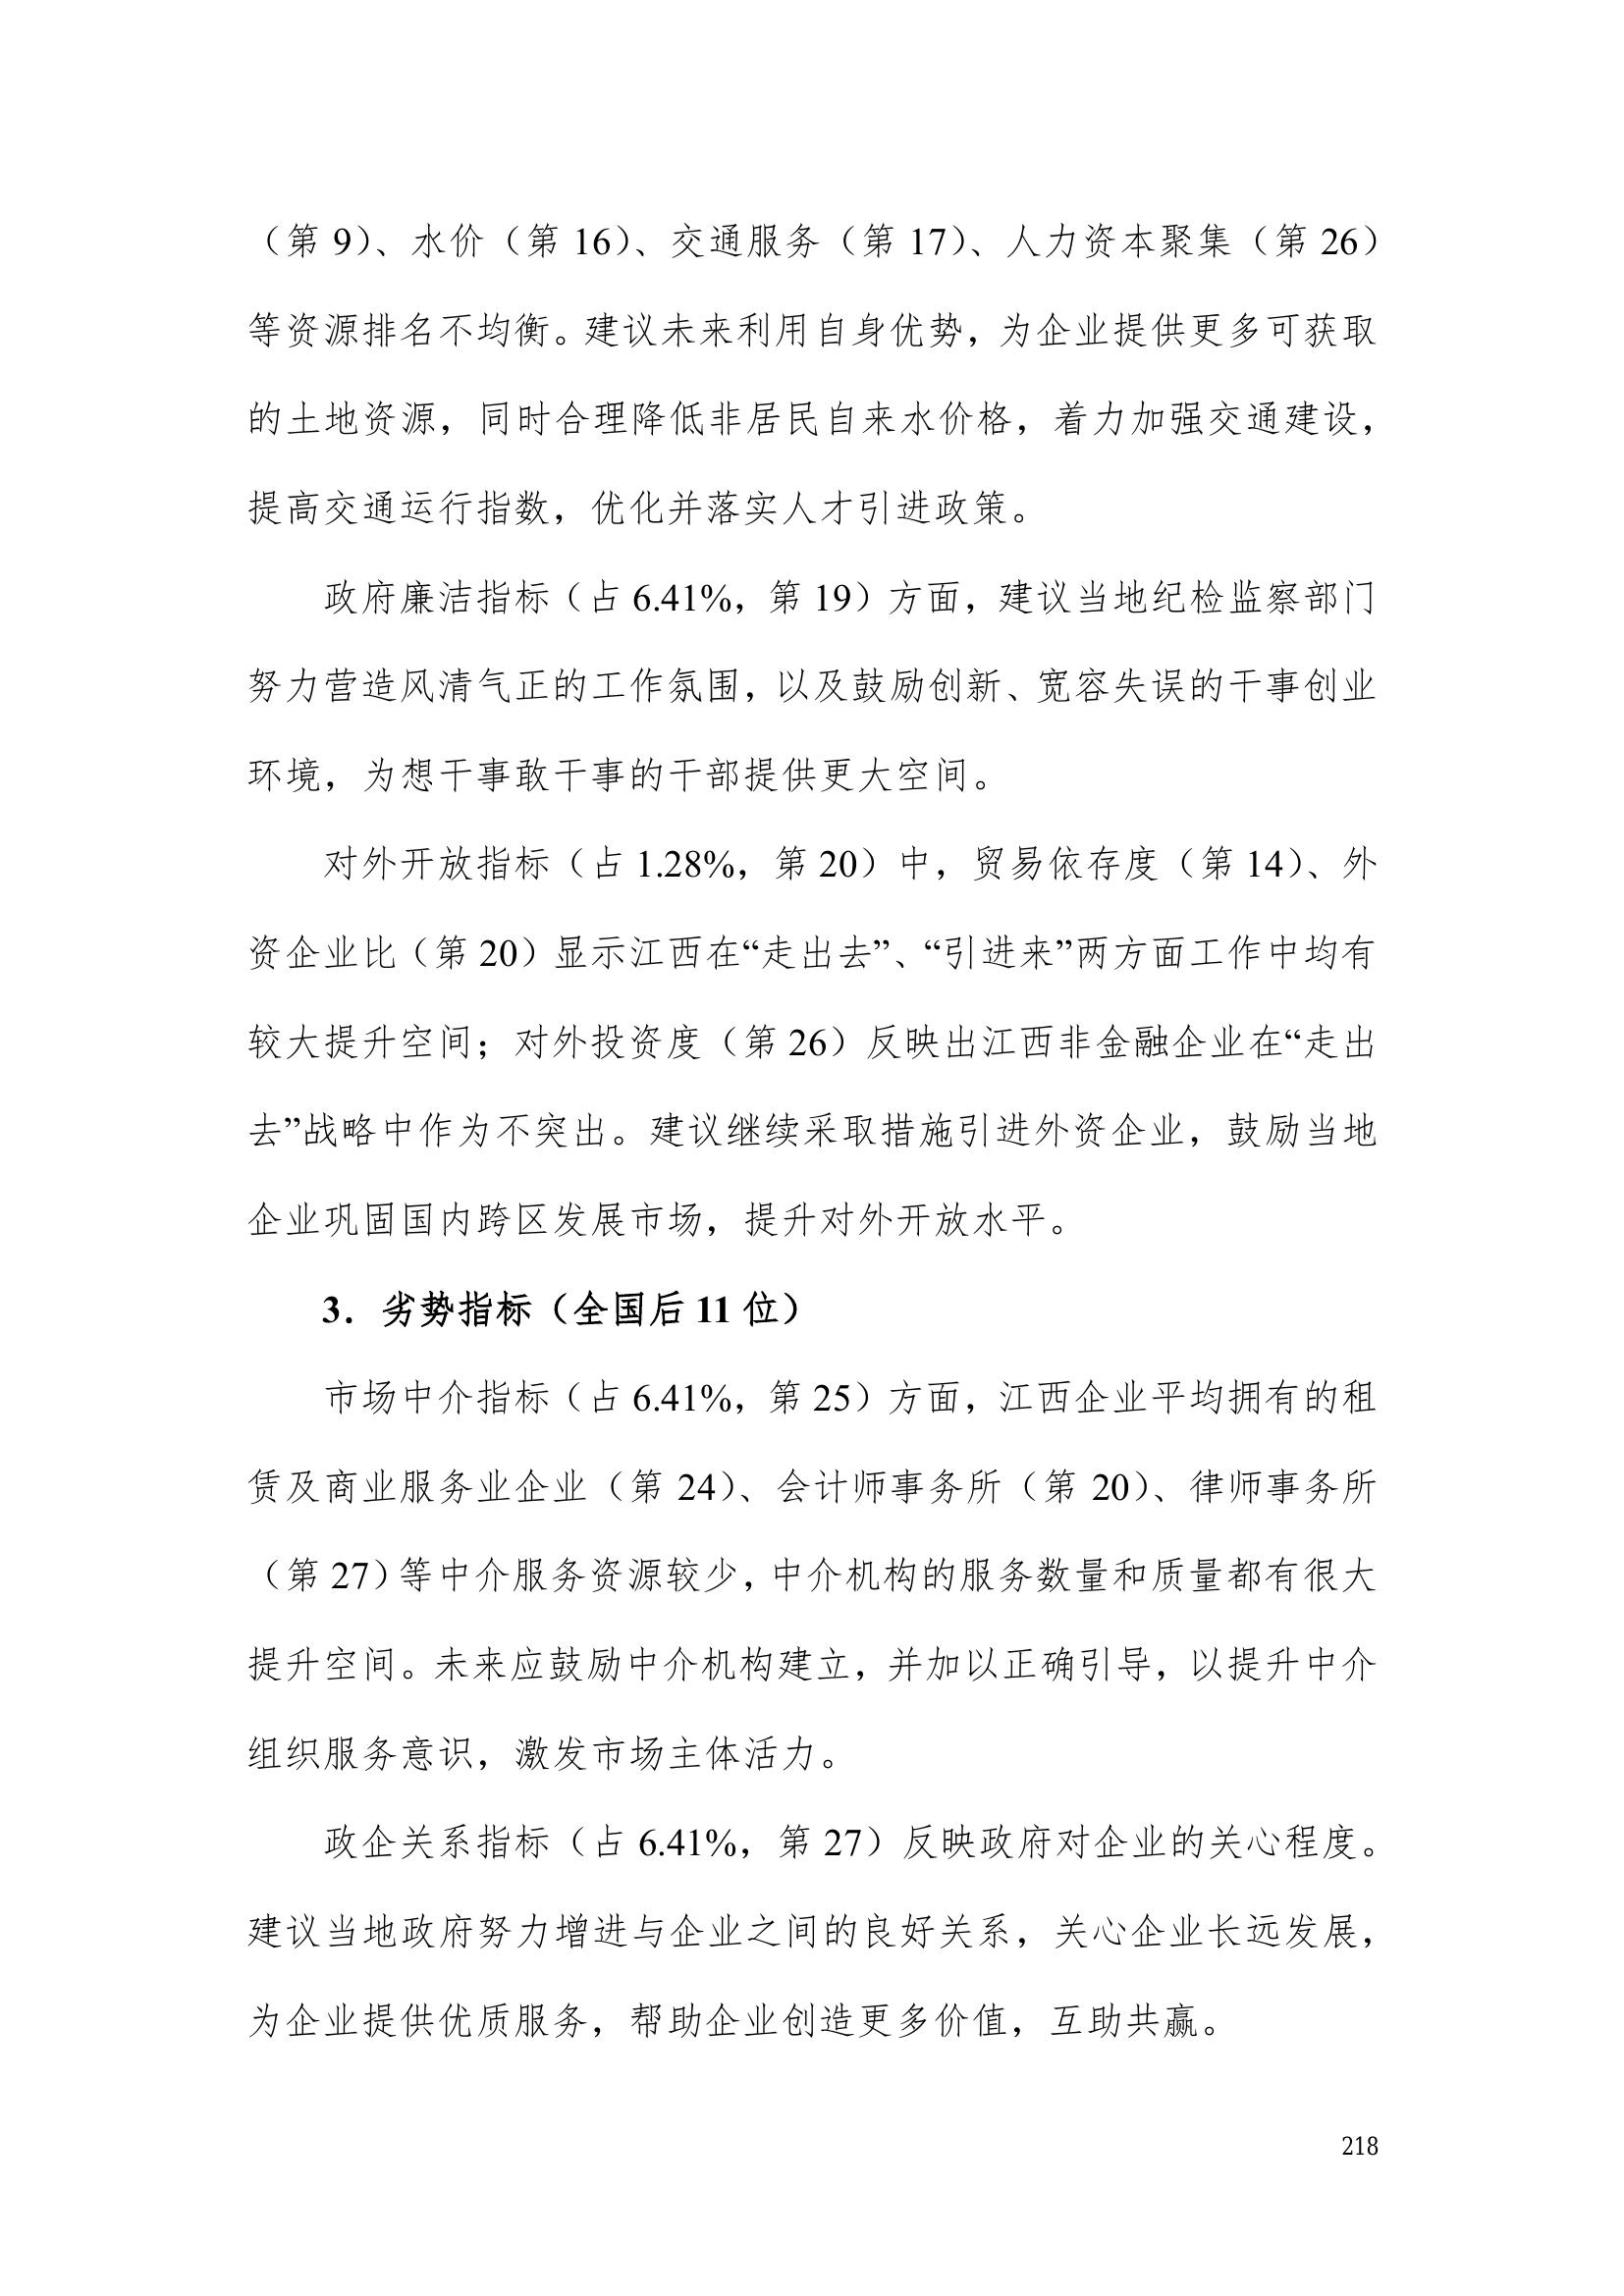 （第 9）、水价（第 16）、交通服务（第 17）、人力资本聚集（第 26）
等资源排名不均衡。建议未来利用自身优势，为企业提供更多可获取
的土地资源，同时合理降低非居民自来水价格，着力加强交通建设，
提高交通运行指数，优化并落实人才引进政策。
政府廉洁指标（占 6.41%，第 19）方面，建议当地纪检监察部门
努力营造风清气正的工作氛围，以及鼓励创新、宽容失误的干事创业
环境，为想干事敢干事的干部提供更大空间。
对外开放指标（占 1.28%，第 20）中，贸易依存度（第 14）、外
资企业比（第 20）显示江西在“走出去”、“引进来”两方面工作中均有
较大提升空间；对外投资度（第 26）反映出江西非金融企业在“走出
去”战略中作为不突出。建议继续采取措施引进外资企业，鼓励当地
企业巩固国内跨区发展市场，提升对外开放水平。
3．劣势指标（全国后 11 位）
市场中介指标（占 6.41%，第 25）方面，江西企业平均拥有的租
赁及商业服务业企业（第 24）、会计师事务所（第 20）、律师事务所
（第 27）等中介服务资源较少，中介机构的服务数量和质量都有很大
提升空间。未来应鼓励中介机构建立，并加以正确引导，以提升中介
组织服务意识，激发市场主体活力。
政企关系指标（占 6.41%，第 27）反映政府对企业的关心程度。
建议当地政府努力增进与企业之间的良好关系，关心企业长远发展，
为企业提供优质服务，帮助企业创造更多价值，互助共赢。
218